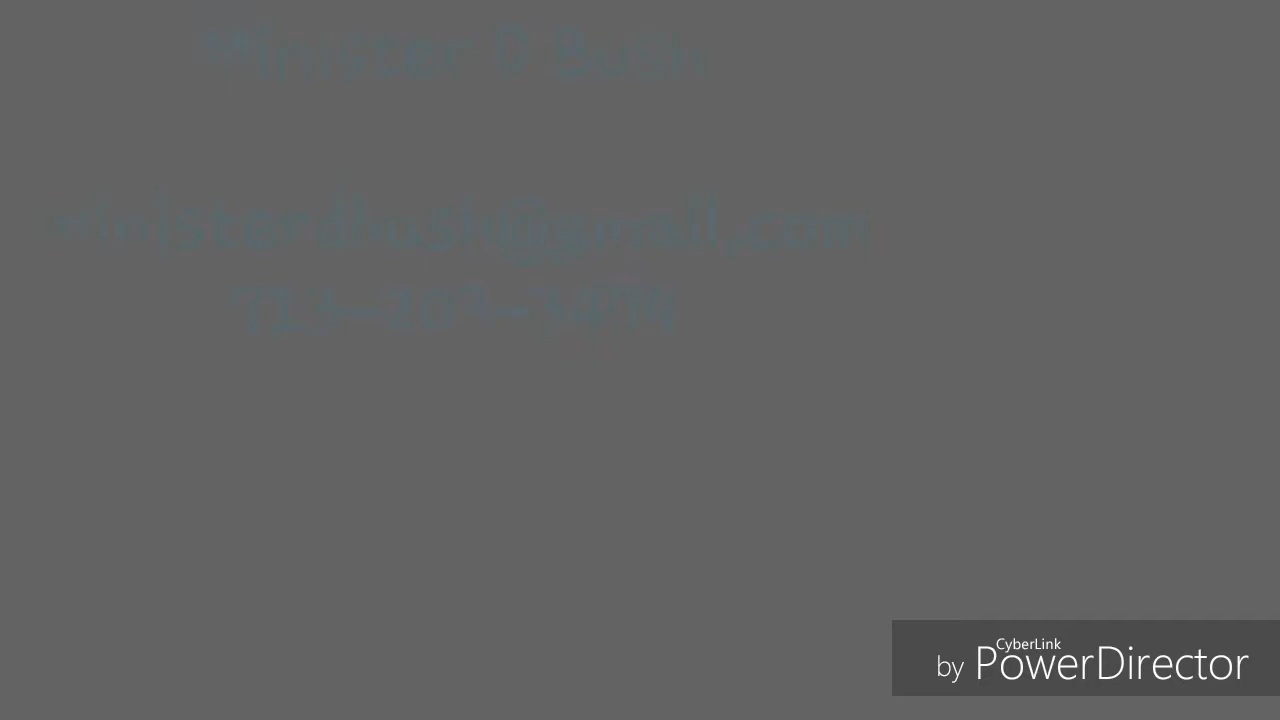 Minister D Bush
ministerdbush@gmail.com
CyberLink
by PowerDirector